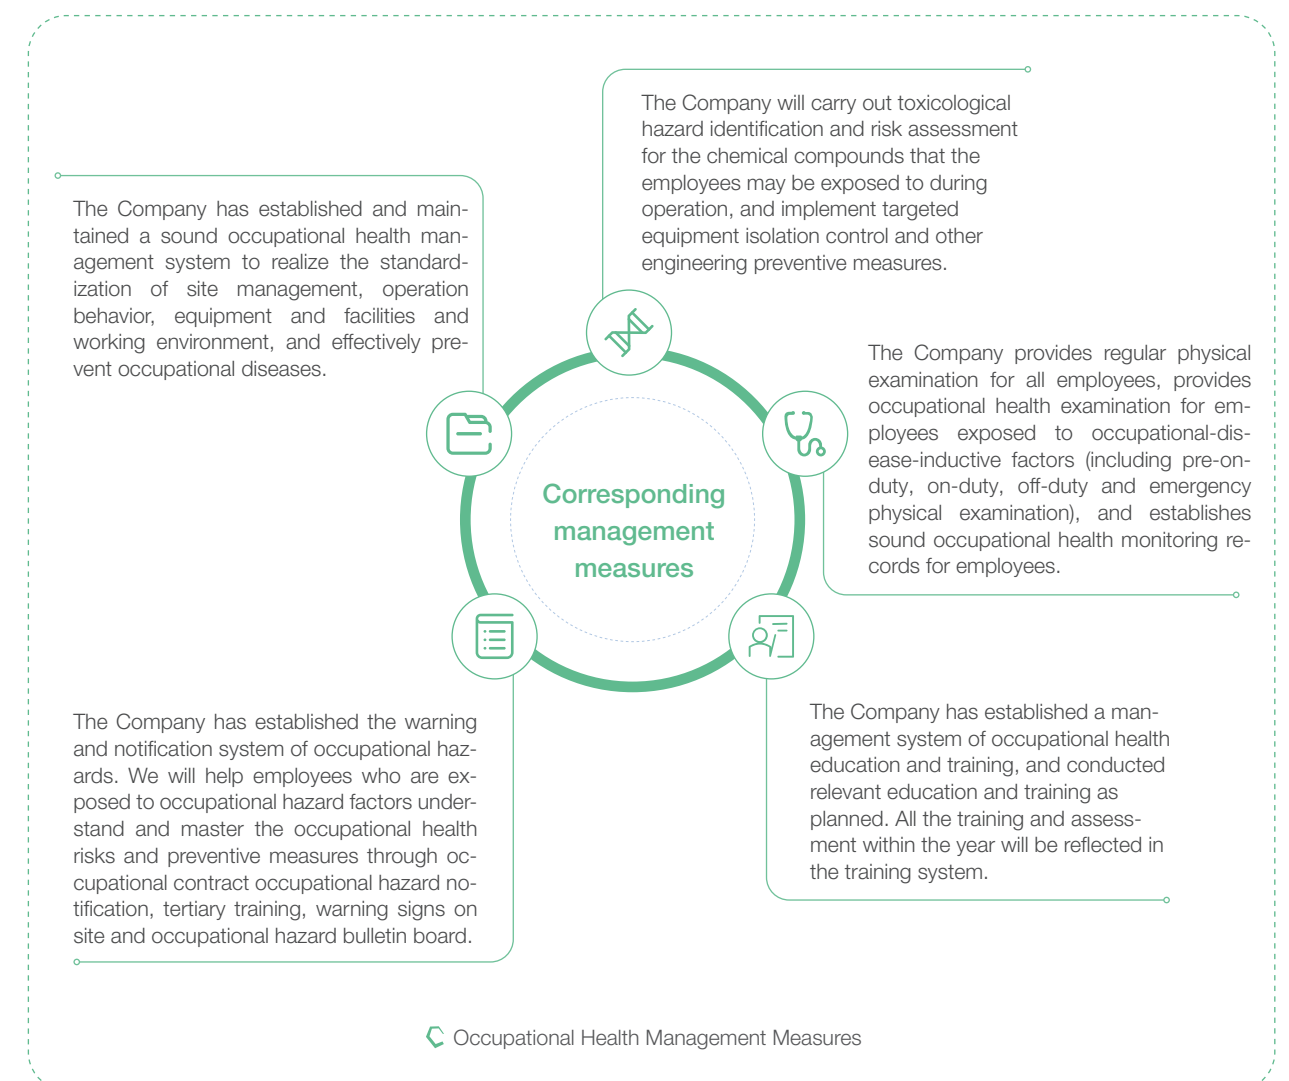 The Company will carry out toxicological
hazard identification and risk assessment
for the chemical compounds that the
employees may be exposed to during
operation, and implement targeted
equipment isolation control and other
engineering preventive measures.
The Company has established and main-
tained a sound occupational health man-
agement system to realize the standard-
ization of site management, operation
behavior, equipment and facilities and
working environment, and effectively pre-
vent occupational diseases.
The Company provides regular physical
examination for all employees, provides
occupational health examination for em-
ployees exposed to occupational-dis-
ease-inductive factors (including pre-on-
duty, on-duty, off-duty and emergency
physical examination), and establishes
sound occupational health monitoring re-
cords for employees.
Corresponding
management
measures
The Company has established the warning
and notification system of occupational haz-
ards. We will help employees who are ex-
posed to occupational hazard factors under-
stand and master the occupational health
risks and preventive measures through oc-
cupational contract occupational hazard no-
tification, tertiary training, warning signs on
site and occupational hazard bulletin board.
The Company has established a man-
agement system of occupational health
education and training, and conducted
relevant education and training as
planned. All the training and assess-
ment within the year will be reflected in
the training system.
Occupational Health Management Measures